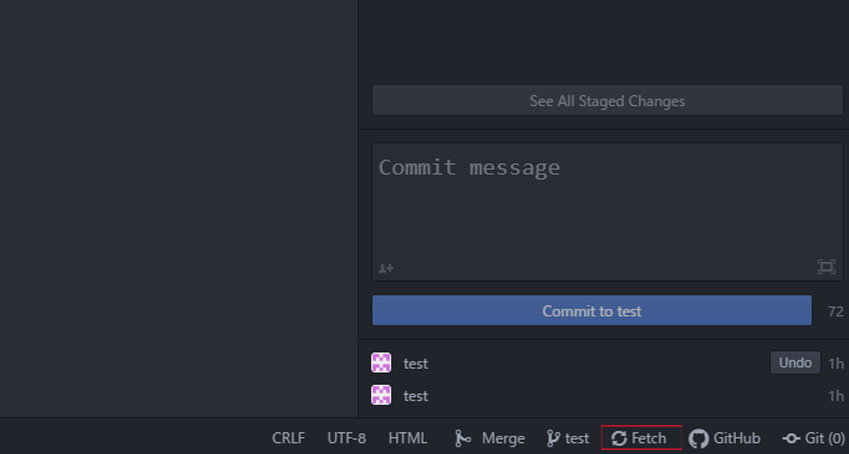 See All Staged Changes
Commit message
Commit to test 72
test Undo 1h
test 1h
CRLF UTF-8 HTML Merge test Fetch GitHub Git (0)